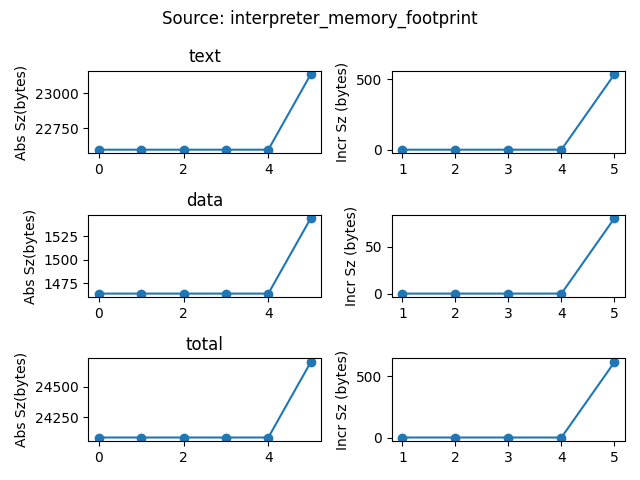 Source: interpreter_memory_footprint
text
Abs Sz(bytes)
23000
22750
0 2 4
Incr Sz (bytes)
500
0
1 2 3 4 5
data
Abs Sz(bytes)
1525
1500
1475
0 2 4
Incr Sz (bytes)
50
0
1 2 3 4 5
total
Abs Sz(bytes)
24500
24250
0 2 4
Incr Sz (bytes)
500
0
1 2 3 4 5